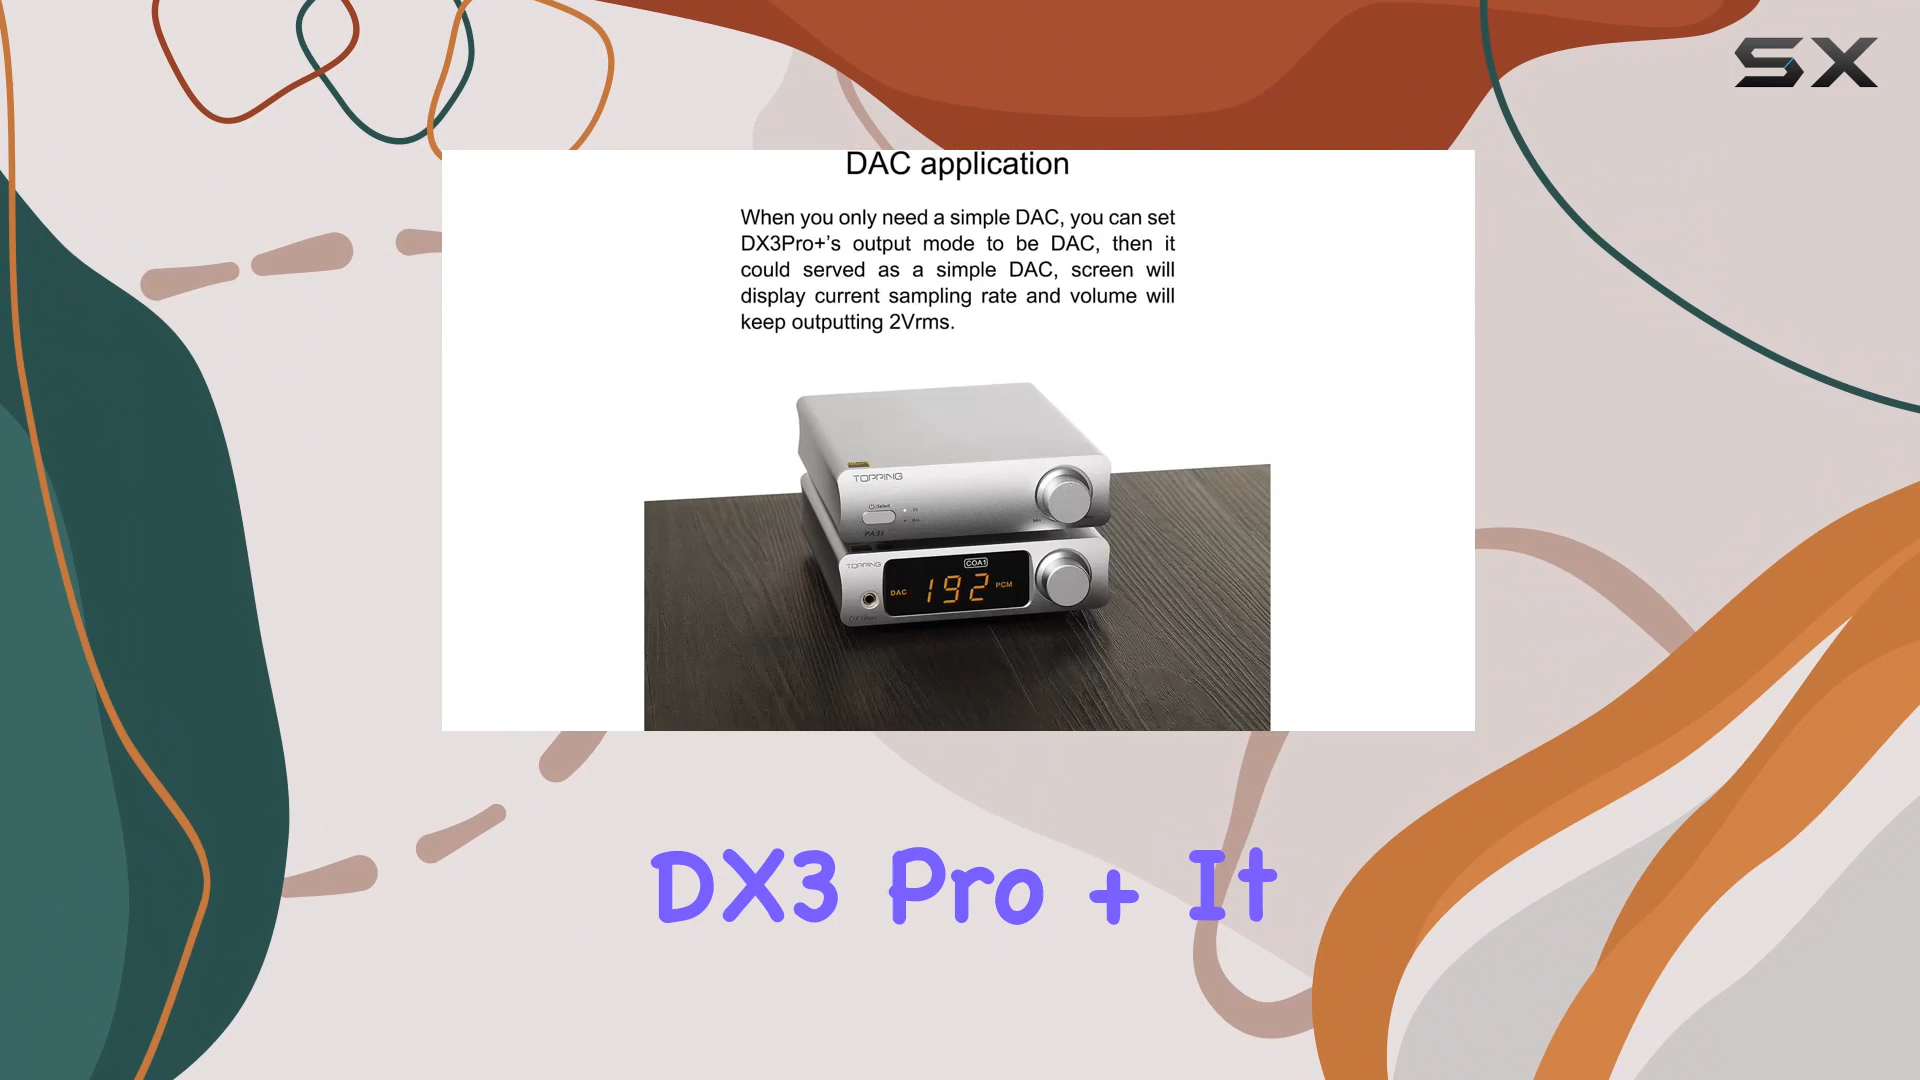 SX
DAC application
When you only need a simple DAC, you can set
DX3Pro+’s output mode to be DAC, then it
could served as a simple DAC, screen will
display current sampling rate and volume will
keep outputting 2Vrms.
TOPPING
/Select
PA3s
TOPPING
COA1
DAC
192
PCM
DX3 Pro + It